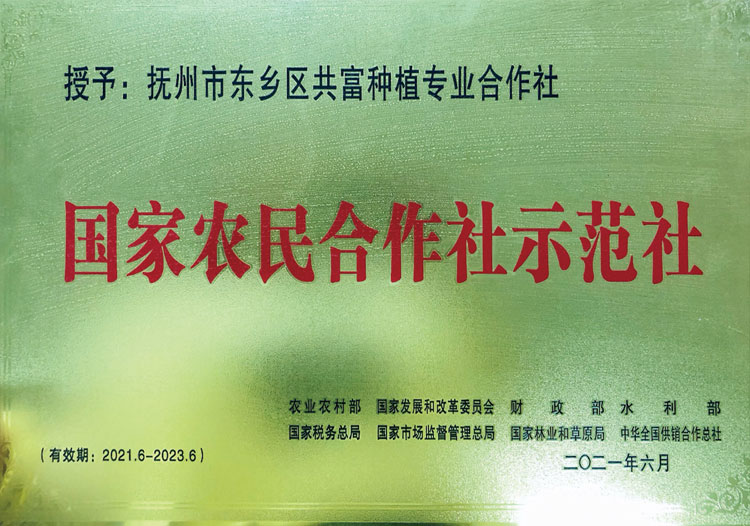 授予：抚州市东乡区共富种植专业合作社
国家农民合作社示范社
农业农村部 国家发展和改革委员会 财政部 水利部
国家税务总局 国家市场监督管理总局 国家林业和草原局 中华全国供销合作总社
（有效期：2021.6-2023.6）
二〇二一年六月